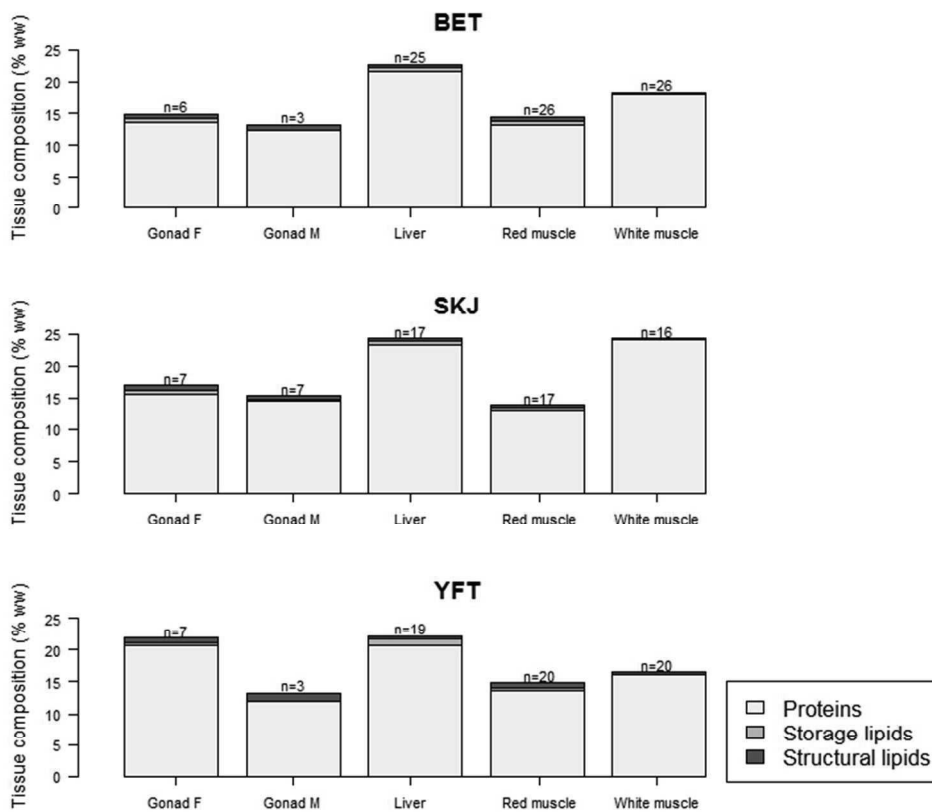 BET
Tissue composition (% ww)
25
20
15
10
5
0
n=6
n=3
n=25
n=26
n=26
Gonad F
Gonad M
Liver
Red muscle
White muscle
SKJ
Tissue composition (% ww)
25
20
15
10
5
0
n=7
n=7
n=17
n=17
n=16
Gonad F
Gonad M
Liver
Red muscle
White muscle
YFT
Tissue composition (% ww)
25
20
15
10
5
0
n=7
n=3
n=19
n=20
n=20
Gonad F
Gonad M
Liver
Red muscle
White muscle
Proteins
Storage lipids
Structural lipids